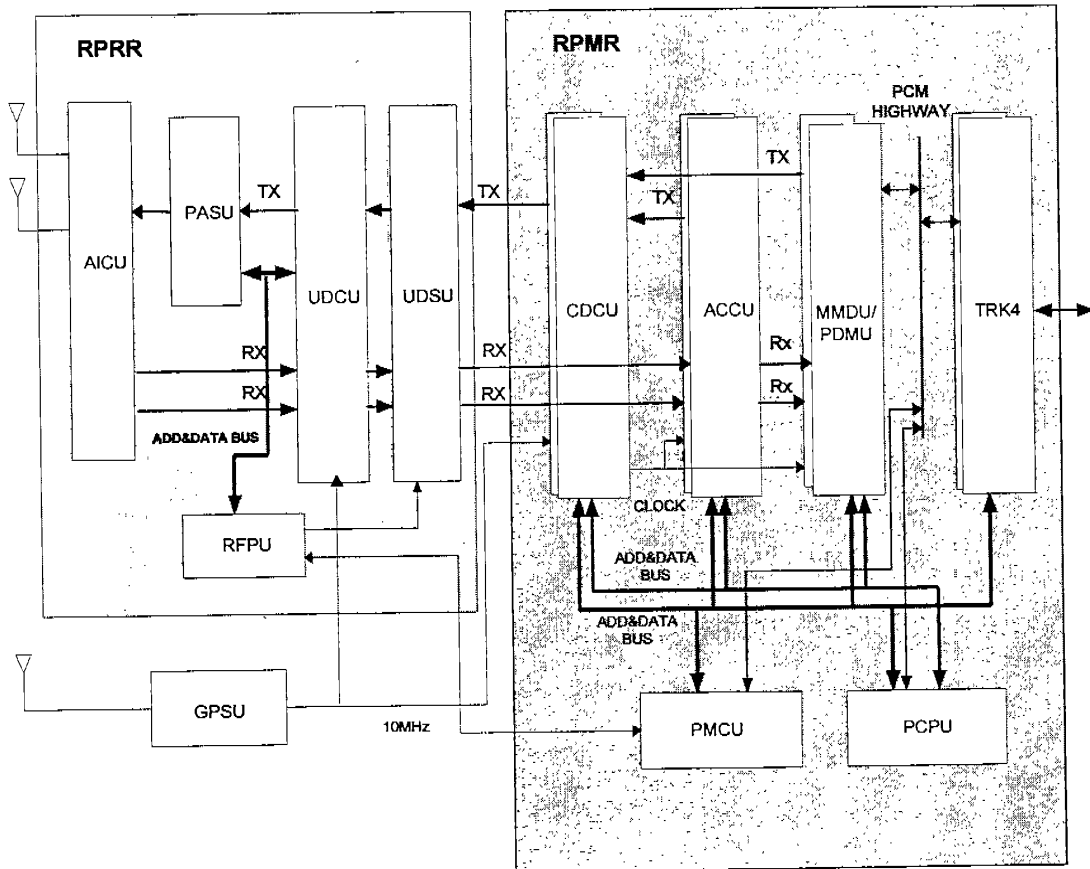 RPRR
RPMR
PCM
HIGHWAY
TX
TX
TX
TX
PASU
AICU
UDCU
UDSU
CDCU
ACCU
MMDU/
PDMU
TRK4
RX
RX
RX
RX
Rx
Rx
ADD&DATA BUS
CLOCK
RFPU
ADD&DATA
BUS
ADD&DATA
BUS
GPSU
10MHz
PMCU
PCPU